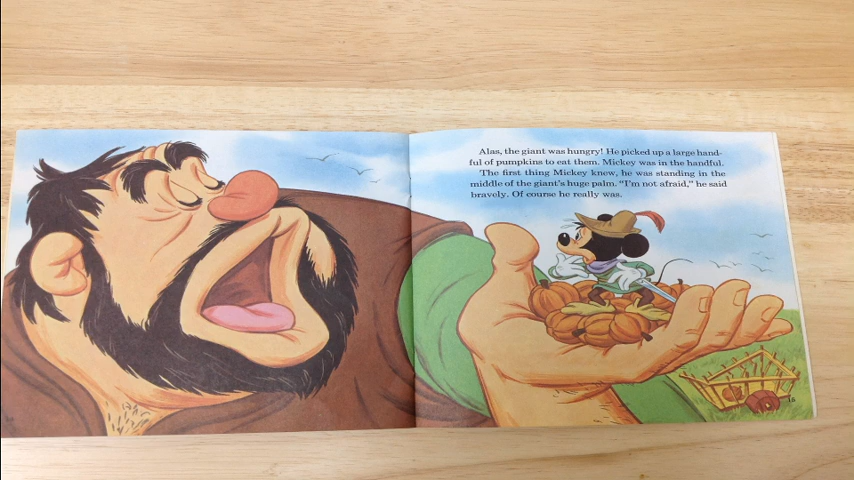 Alas, the giant was hungry! He picked up a large hand-
ful of pumpkins to eat them. Mickey was in the handful.
The first thing Mickey knew, he was standing in the
middle of the giant's huge palm. "I'm not afraid," he said
bravely. Of course he really was.